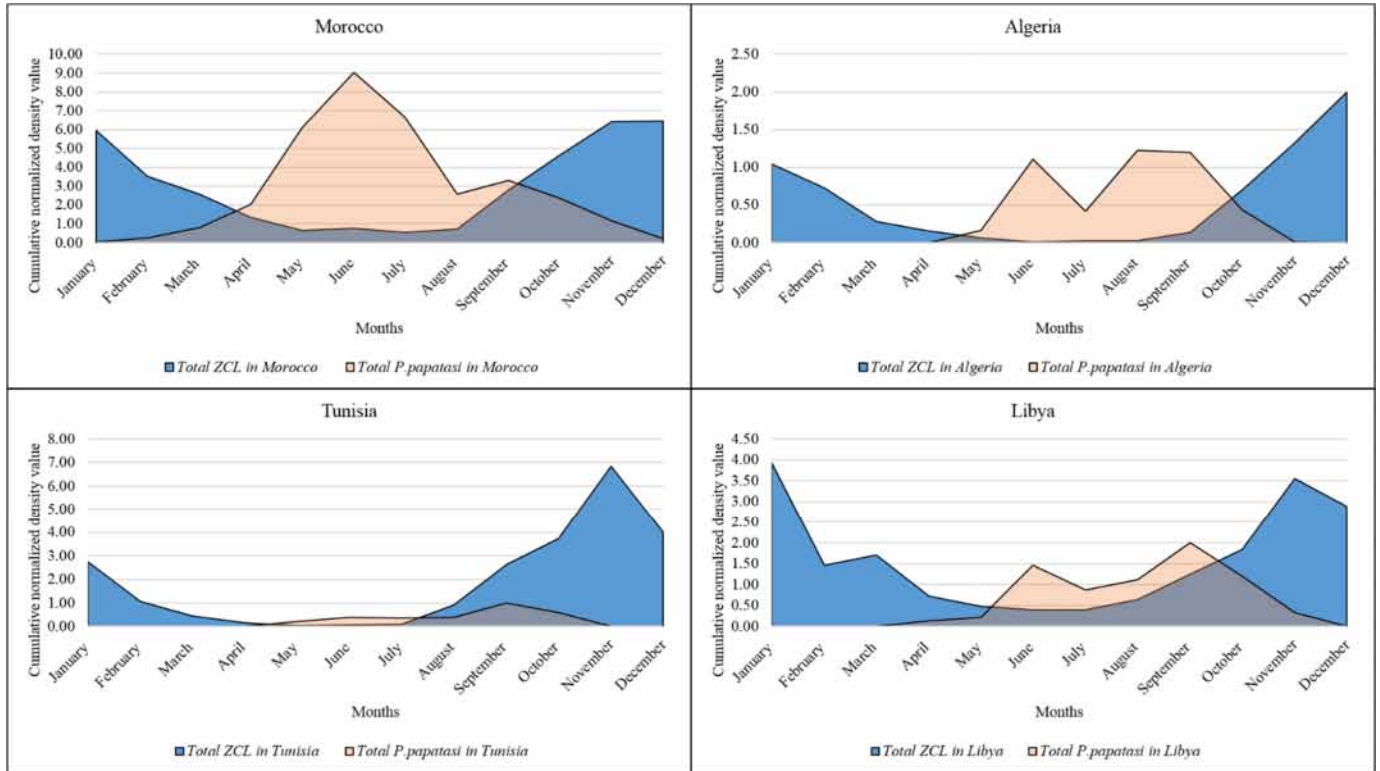 Morocco
Cumulative normalized density value
10.00
9.00
8.00
7.00
6.00
5.00
4.00
3.00
2.00
1.00
0.00
January
February
March
April
May
June
July
August
September
October
November
December
Months
Total ZCL in Morocco
Total P.papatasi in Morocco
Algeria
Cumulative normalized density value
2.50
2.00
1.50
1.00
0.50
0.00
January
February
March
April
May
June
July
August
September
October
November
December
Months
Total ZCL in Algeria
Total P.papatasi in Algeria
Tunisia
Cumulative normalized density value
8.00
7.00
6.00
5.00
4.00
3.00
2.00
1.00
0.00
January
February
March
April
May
June
July
August
September
October
November
December
Months
Total ZCL in Tunisia
Total P.papatasi in Tunisia
Libya
Cumulative normalized density value
4.50
4.00
3.50
3.00
2.50
2.00
1.50
1.00
0.50
0.00
January
February
March
April
May
June
July
August
September
October
November
December
Months
Total ZCL in Libya
Total P.papatasi in Libya